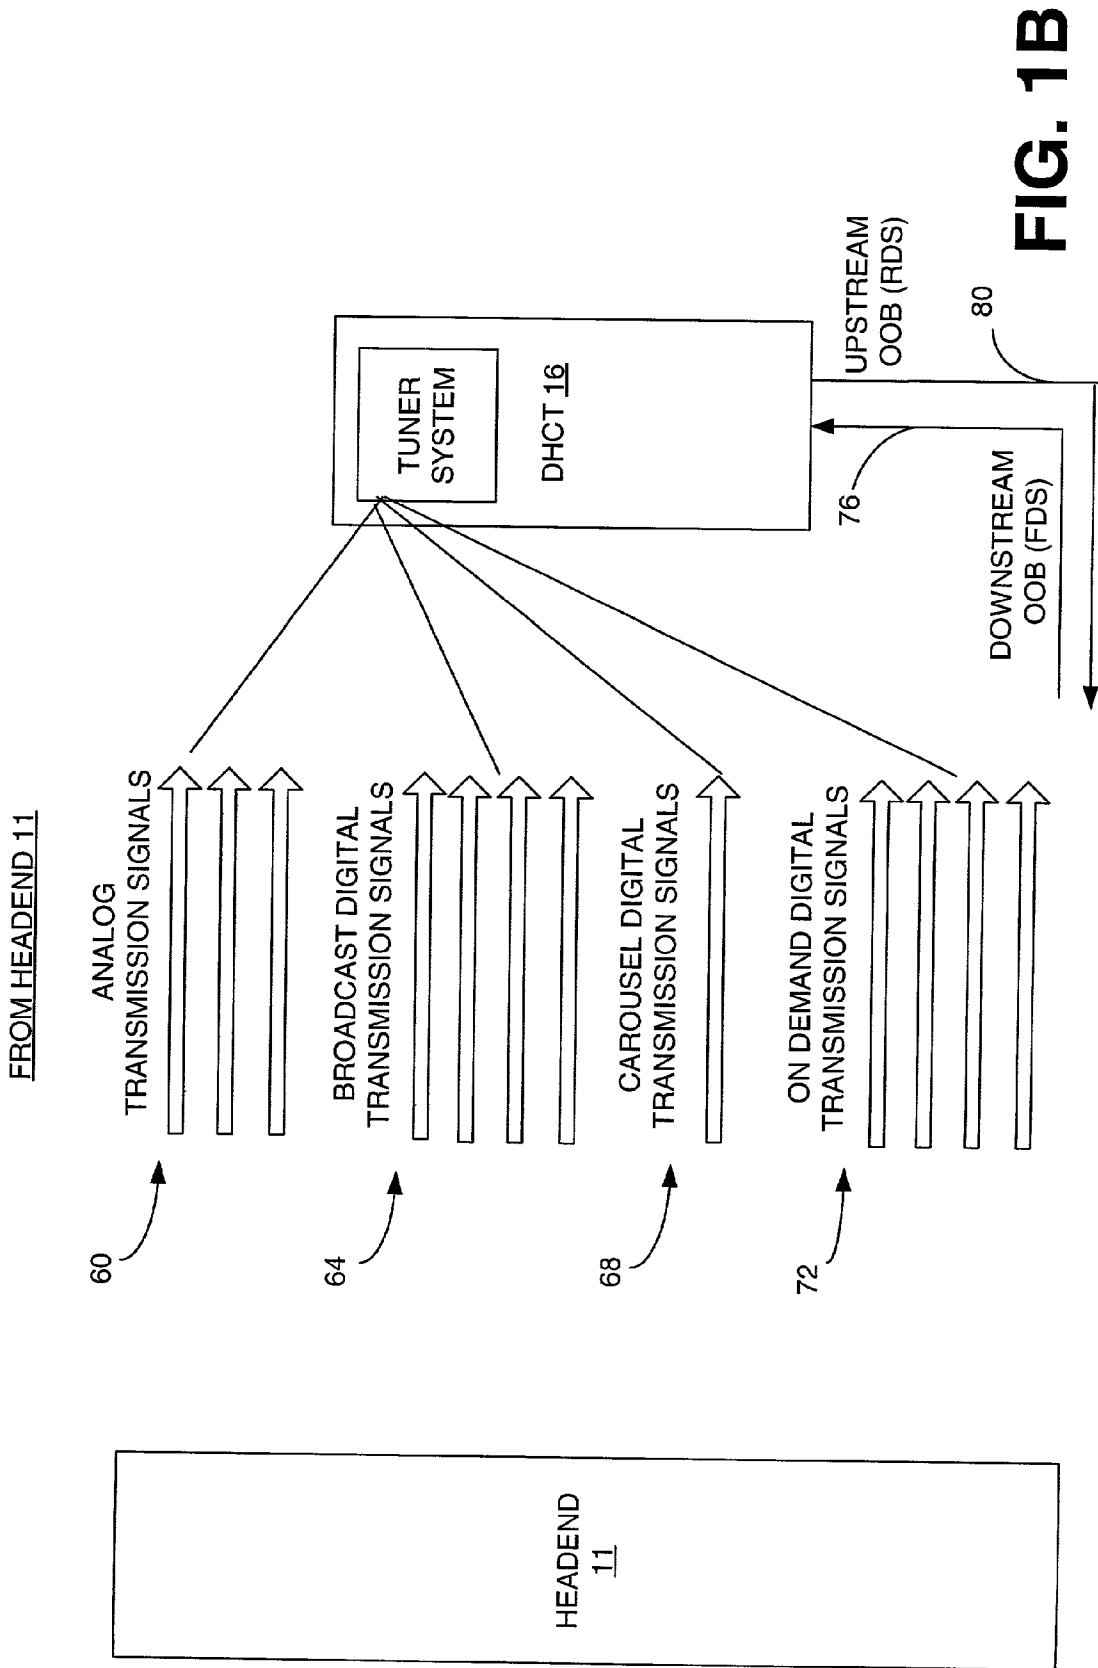 FROM HEADEND 11
HEADEND
11
60
ANALOG
TRANSMISSION SIGNALS
64
BROADCAST DIGITAL
TRANSMISSION SIGNALS
68
CAROUSEL DIGITAL
TRANSMISSION SIGNALS
72
ON DEMAND DIGITAL
TRANSMISSION SIGNALS
TUNER
SYSTEM
DHCT 16
76
DOWNSTREAM
OOB (FDS)
UPSTREAM
OOB (RDS)
80
FIG. 1B